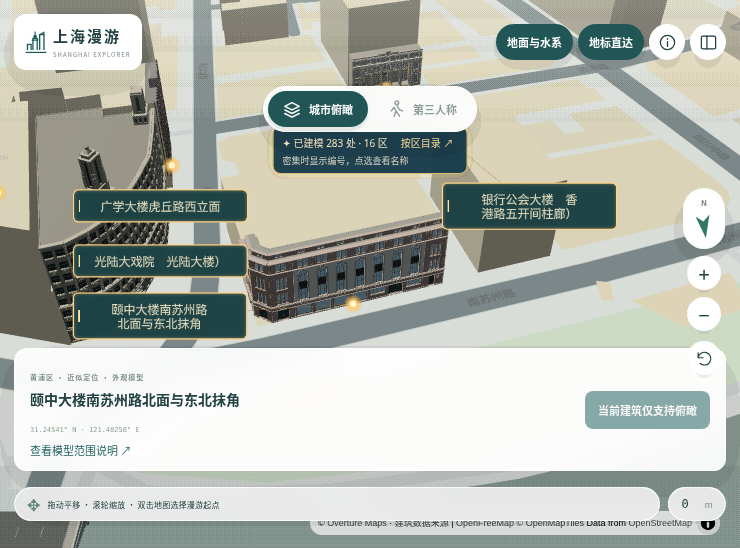 上海漫游
SHANGHAI EXPLORER
地面与水系
地标直达
城市俯瞰
第三人称
✦ 已建模 283 处 · 16 区 按区目录 ↗
密集时显示编号，点选查看名称
广学大楼虎丘路西立面
银行公会大楼 香
港路五开间柱廊）
光陆大戏院 光陆大楼）
颐中大楼南苏州路
北面与东北抹角
南苏州路
N
+
−
黄浦区 · 近似定位 · 外观模型
颐中大楼南苏州路北面与东北抹角
31.24541° N · 121.48258° E
查看模型范围说明 ↗
当前建筑仅支持俯瞰
拖动平移 · 滚轮缩放 · 双击地图选择漫游起点
0 m
© Overture Maps · 建筑数据来源 | OpenFreeMap © OpenMapTiles Data from OpenStreetMap